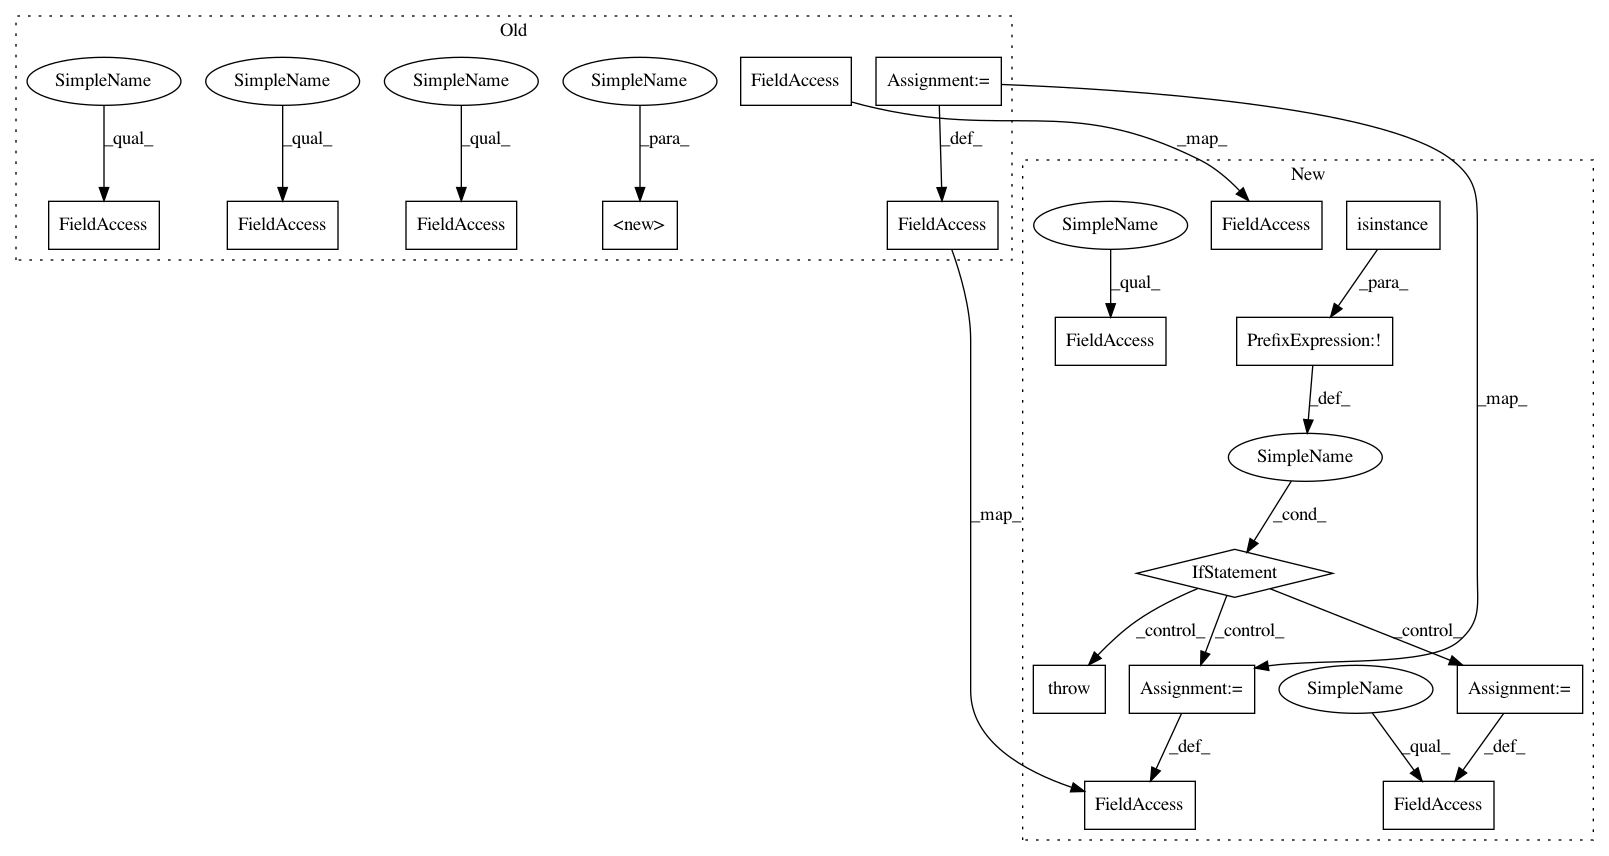 Old
SimpleName SimpleName SimpleName SimpleName FieldAccess Assignment:=
_qual_ _qual_ _qual_ _para_ _def_ _map_
New
FieldAccess FieldAccess FieldAccess <new> FieldAccess SimpleName FieldAccess isinstance
_qual_ _para_
FieldAccess PrefixExpression:!
_def_ _map_
SimpleName
_map_ _cond_
IfStatement
_control_ _control_ _control_
throw Assignment:= SimpleName Assignment:=
_def_ _qual_ _def_
FieldAccess FieldAccess